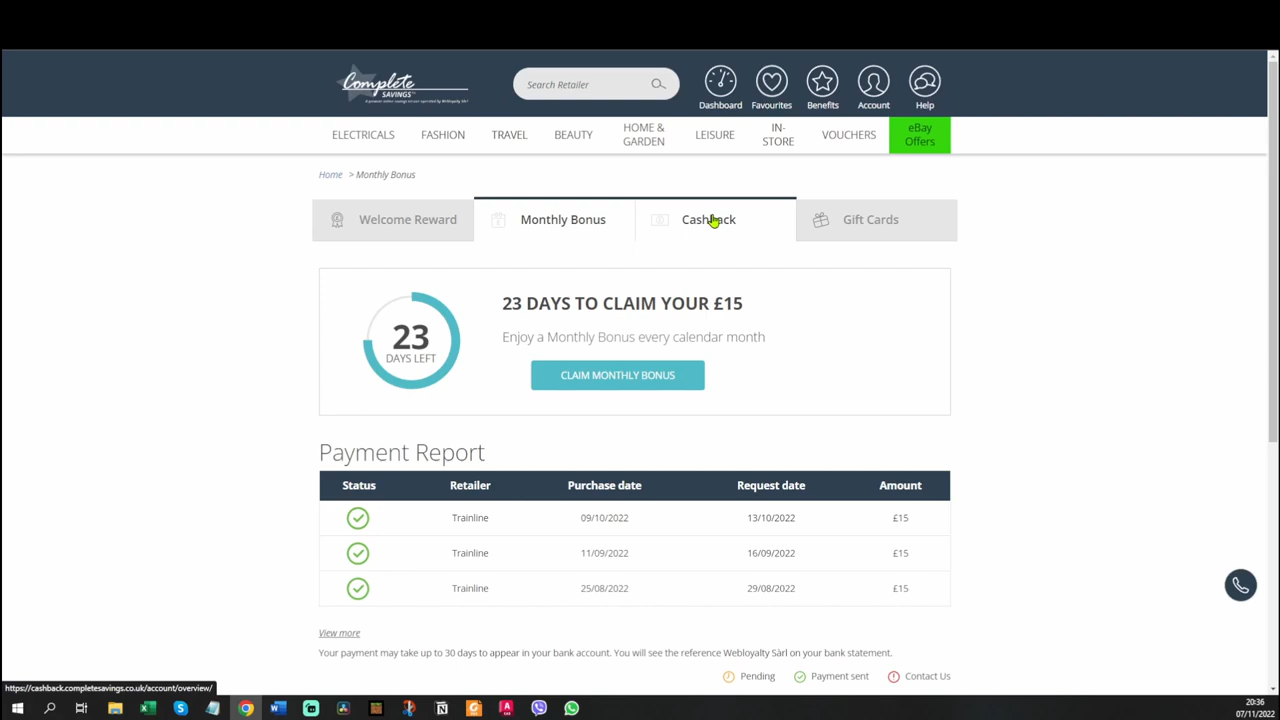 Complete
SAVINGS™
Search Retailer
Dashboard
Favourites
Benefits
Account
Help
ELECTRICALS
FASHION
TRAVEL
BEAUTY
HOME &
GARDEN
LEISURE
IN-
STORE
VOUCHERS
eBay
Offers
Home > Monthly Bonus
Welcome Reward
Monthly Bonus
Cashback
Gift Cards
23
DAYS LEFT
23 DAYS TO CLAIM YOUR £15
Enjoy a Monthly Bonus every calendar month
CLAIM MONTHLY BONUS
Payment Report
Status Retailer Purchase date Request date Amount
Trainline 09/10/2022 13/10/2022 £15
Trainline 11/09/2022 16/09/2022 £15
Trainline 25/08/2022 29/08/2022 £15
View more
Your payment may take up to 30 days to appear in your bank account. You will see the reference Webloyalty Sàrl on your bank statement.
Pending Payment sent Contact Us
https://cashback.completesavings.co.uk/account/overview/
20:36
07/11/2022